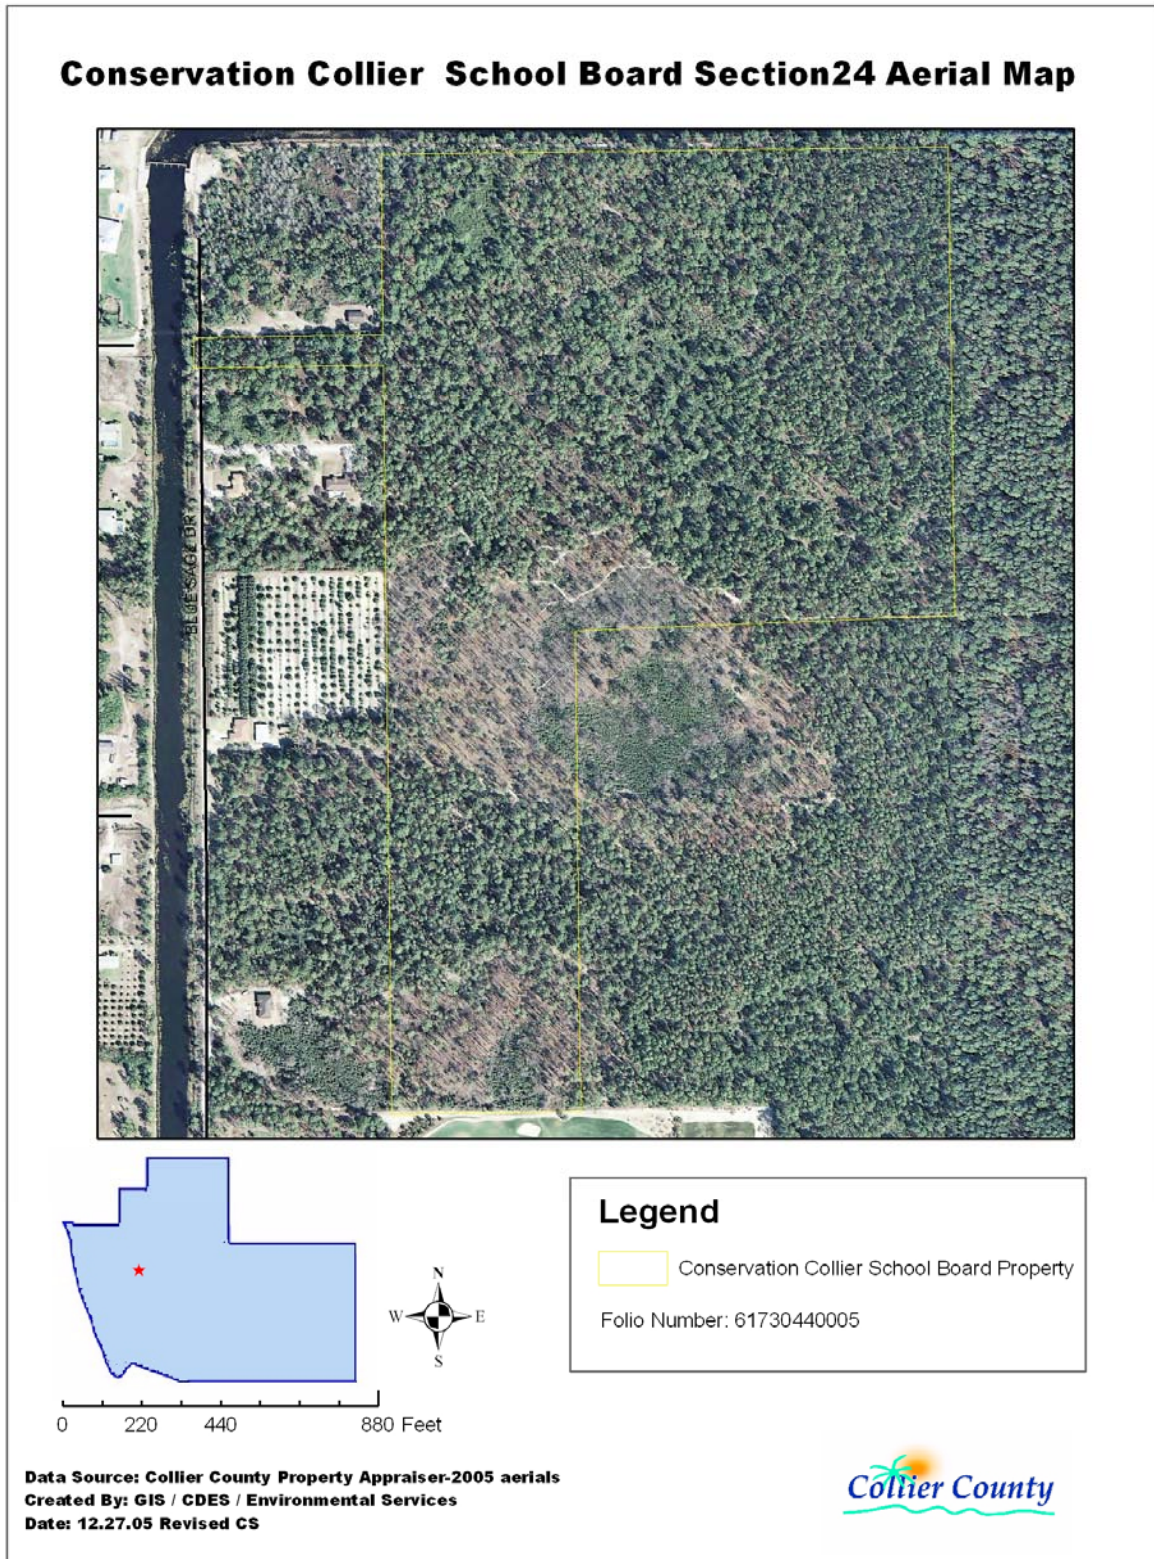 Conservation Collier School Board Section24 Aerial Map
BLUE SAGE DR
Legend
Conservation Collier School Board Property
Folio Number: 61730440005
N
W E
S
0 220 440 880 Feet
Data Source: Collier County Property Appraiser-2005 aerials
Created By: GIS / CDES / Environmental Services
Date: 12.27.05 Revised CS
Collier County